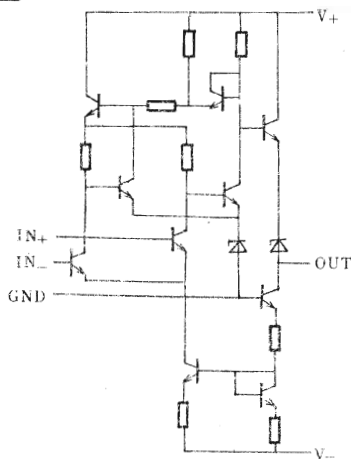 V+
IN+
IN-
OUT
GND
V-